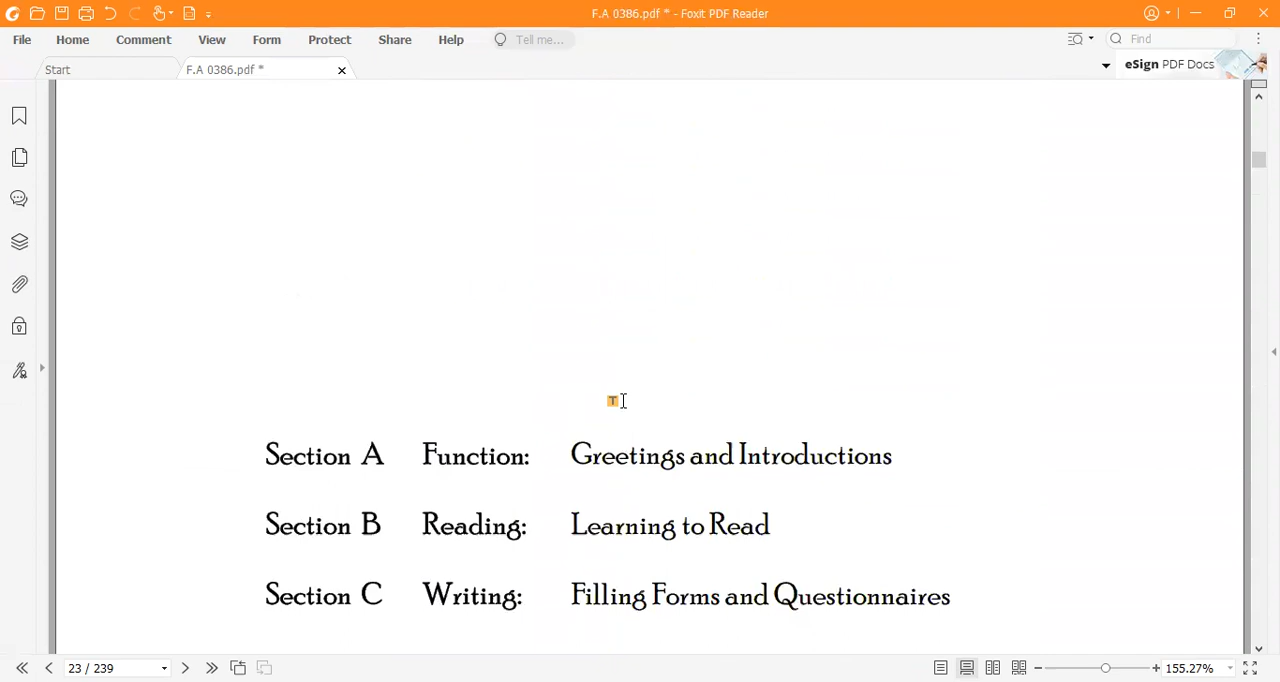 F.A 0386.pdf * - Foxit PDF Reader
File Home Comment View Form Protect Share Help Tell me... Find
Start F.A 0386.pdf * eSign PDF Docs
T
Section A Function: Greetings and Introductions
Section B Reading: Learning to Read
Section C Writing: Filling Forms and Questionnaires
23 / 239 155.27%